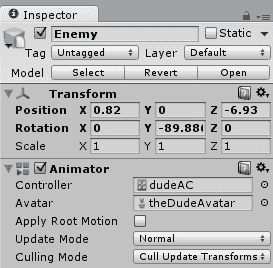 Inspector
Enemy Static
Tag Untagged Layer Default
Model Select Revert Open
Transform
Position X 0.82 Y 0 Z -6.93
Rotation X 0 Y -89.88 Z 0
Scale X 1 Y 1 Z 1
Animator
Controller dudeAC
Avatar theDudeAvatar
Apply Root Motion
Update Mode Normal
Culling Mode Cull Update Transforms